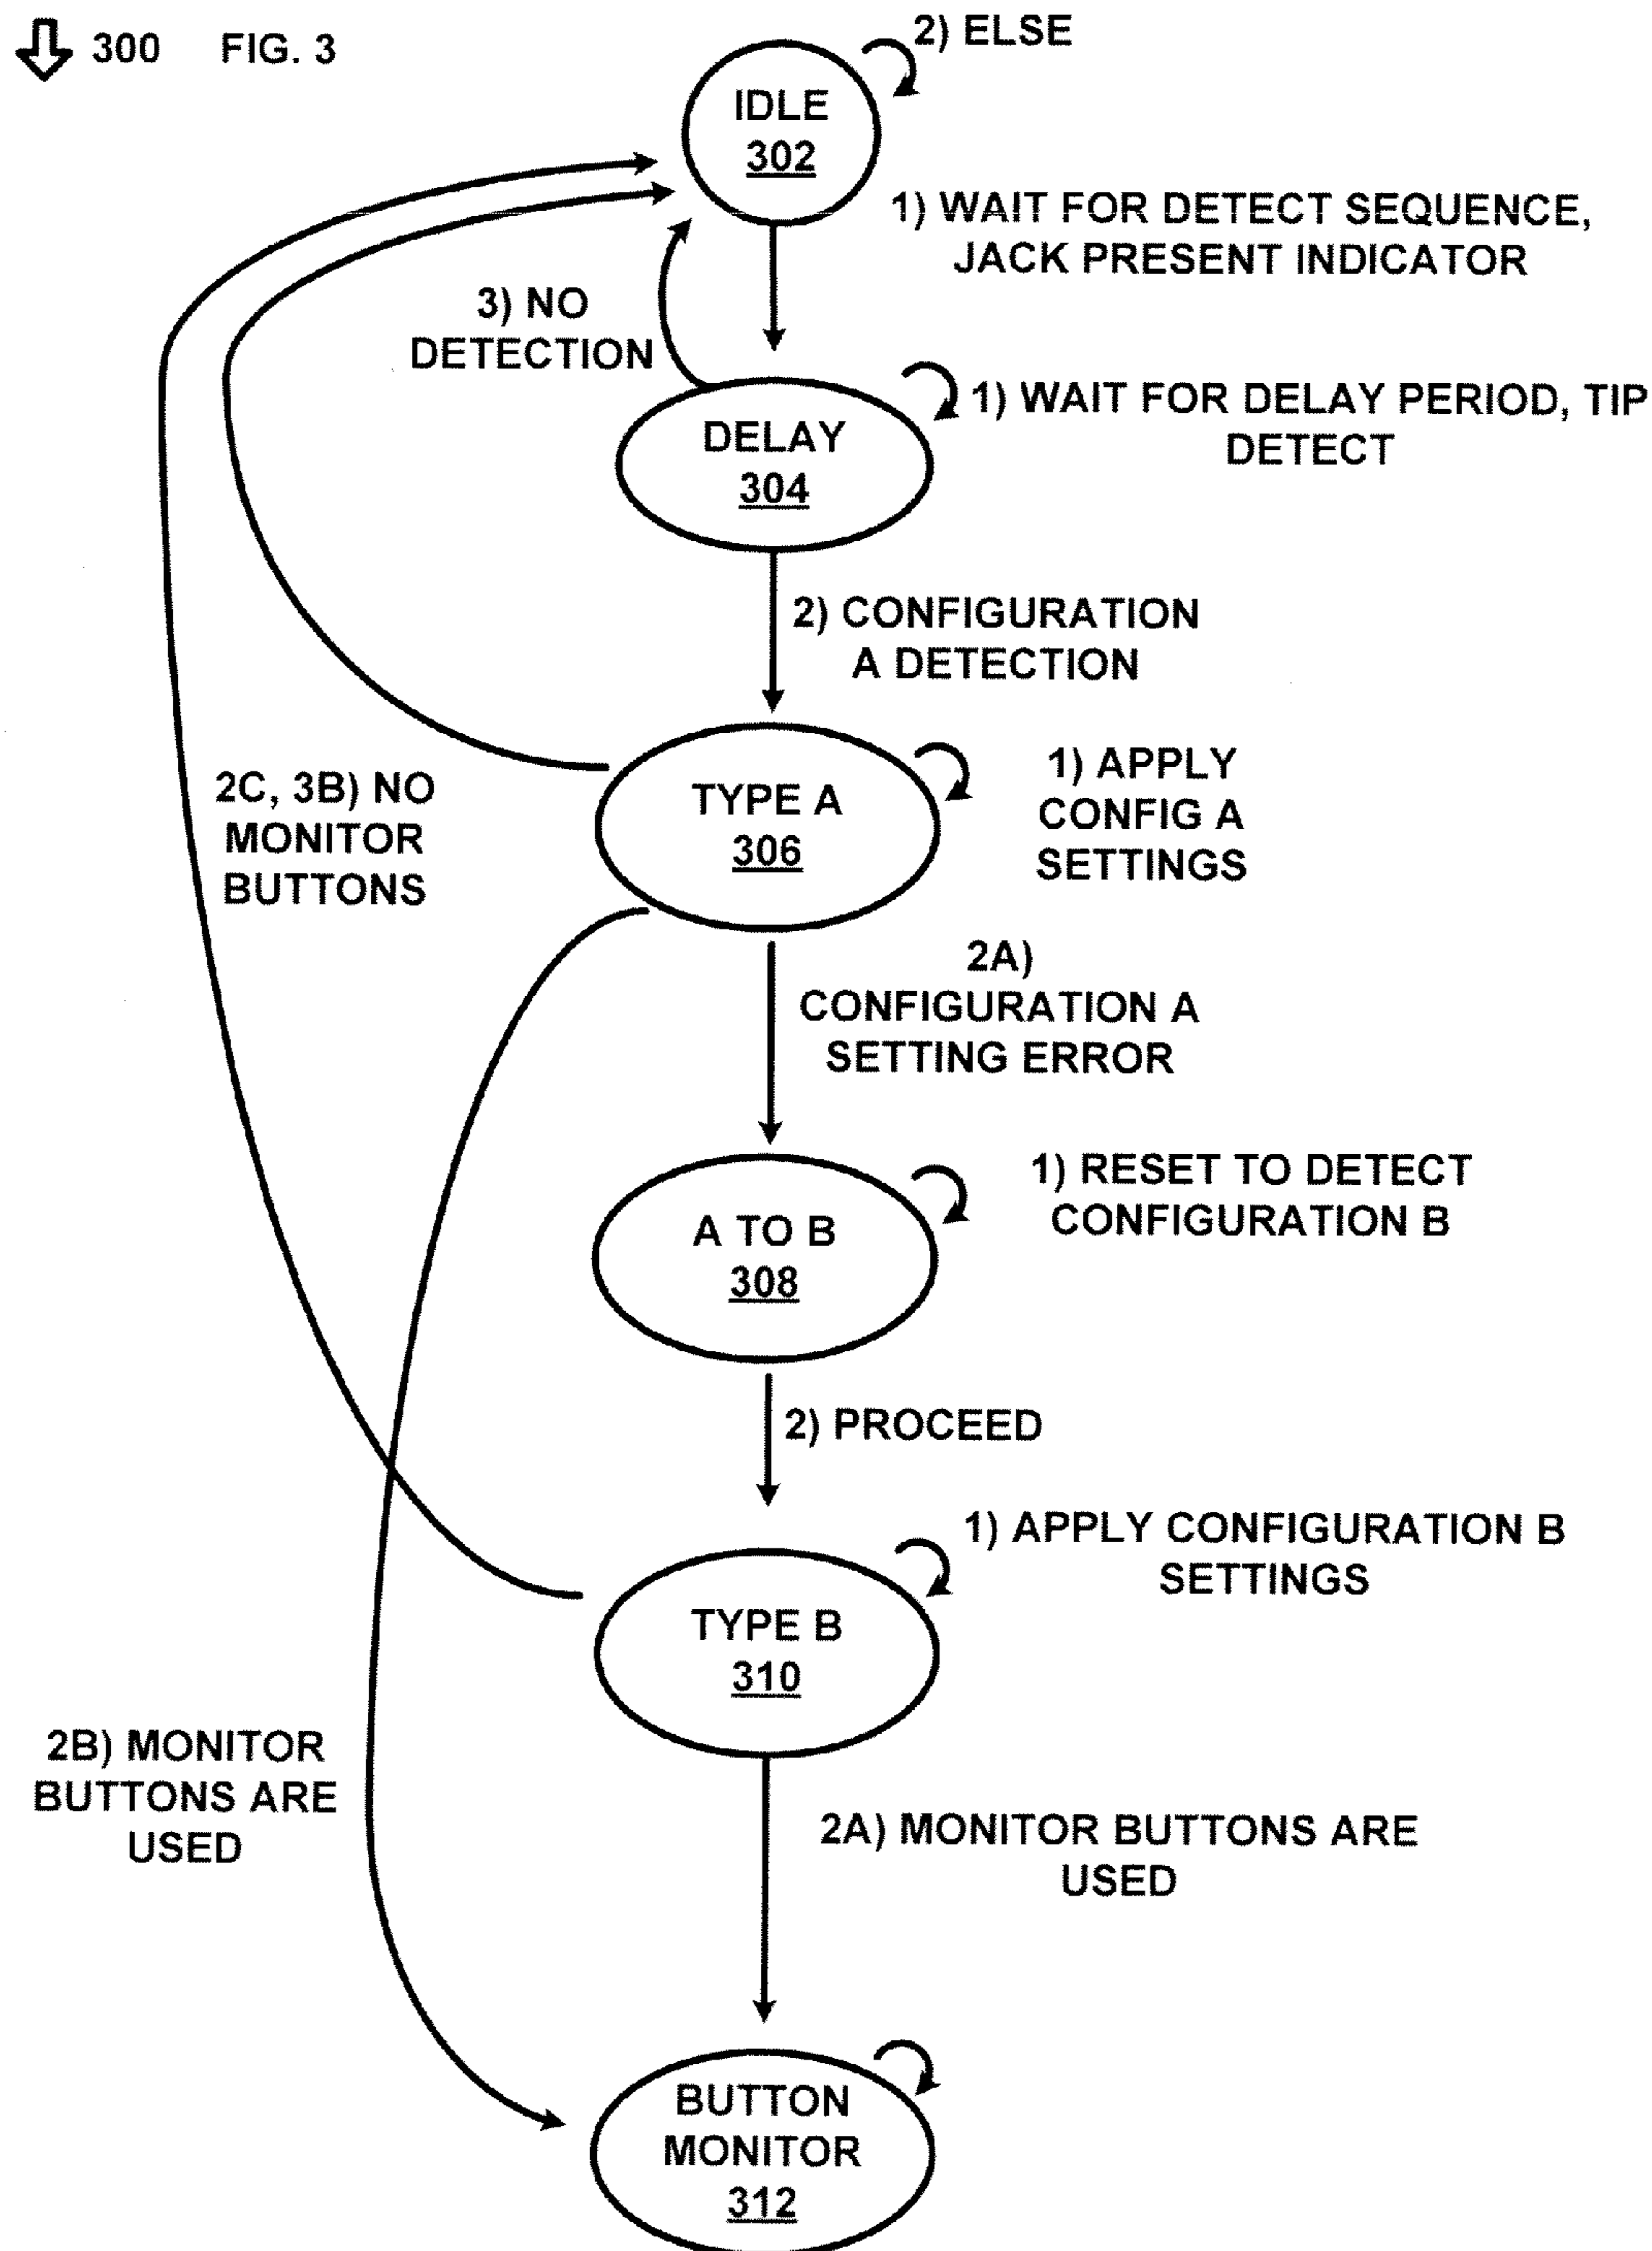 300 FIG. 3
2) ELSE
IDLE
302
1) WAIT FOR DETECT SEQUENCE,
JACK PRESENT INDICATOR
3) NO
DETECTION
1) WAIT FOR DELAY PERIOD, TIP
DETECT
DELAY
304
2) CONFIGURATION
A DETECTION
TYPE A
306
1) APPLY
CONFIG A
SETTINGS
2C, 3B) NO
MONITOR
BUTTONS
2A)
CONFIGURATION A
SETTING ERROR
A TO B
308
1) RESET TO DETECT
CONFIGURATION B
2) PROCEED
1) APPLY CONFIGURATION B
SETTINGS
TYPE B
310
2B) MONITOR
BUTTONS ARE
USED
2A) MONITOR BUTTONS ARE
USED
BUTTON
MONITOR
312